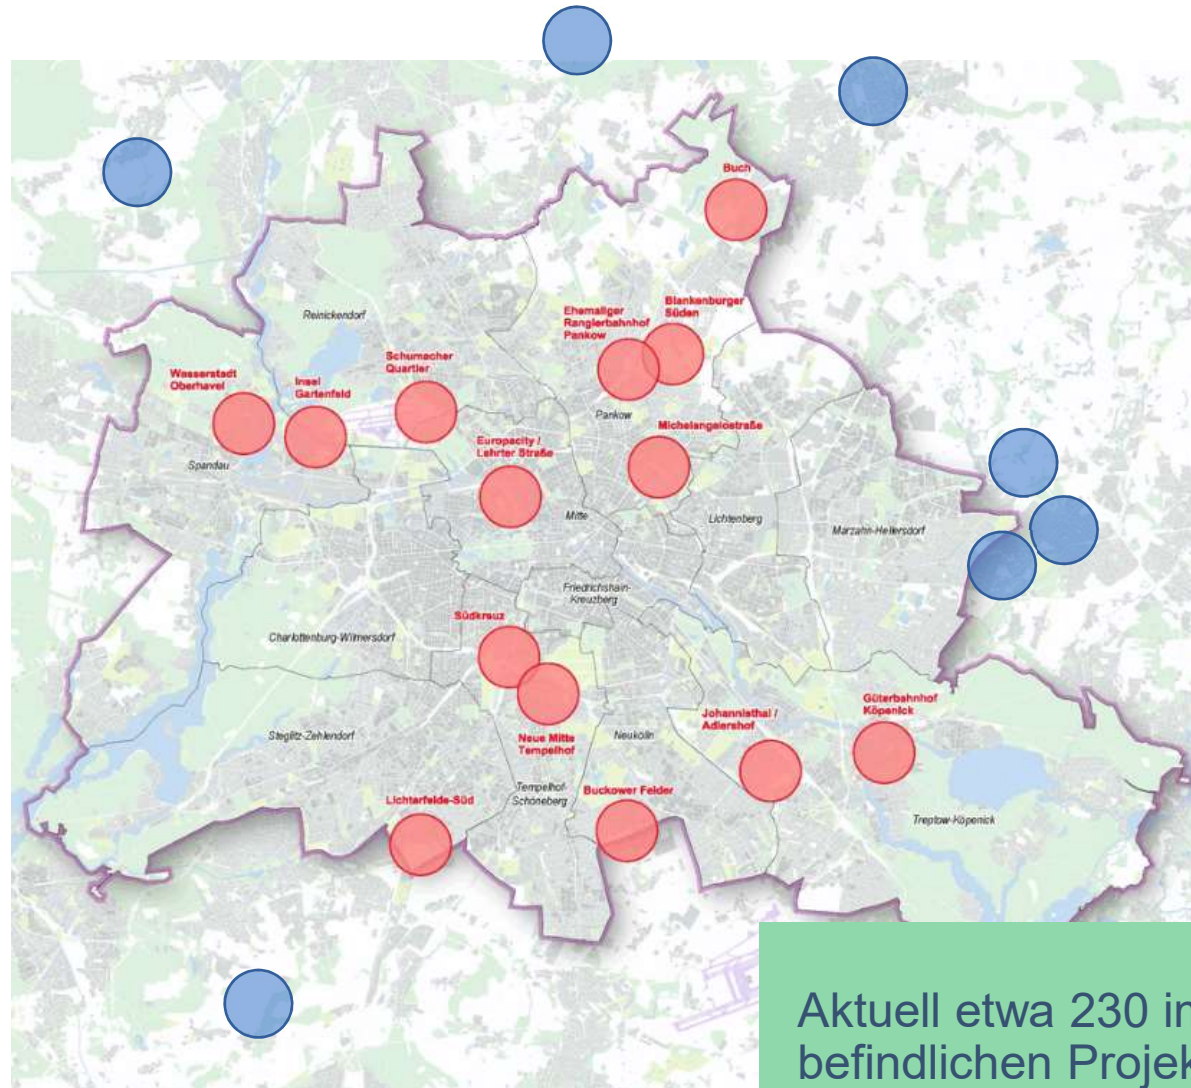 Buch
Blankenburger
Süden
Ehemaliger
Rangierbahnhof
Pankow
Reinickendorf
Schumacher
Quartier
Wasserstadt
Oberhavel
Insel
Gartenfeld
Pankow
Michelangelostraße
Europacity /
Lehrter Straße
Spandau
Mitte
Lichtenberg
Marzahn-Hellersdorf
Friedrichshain-
Kreuzberg
Südkreuz
Charlottenburg-Wilmersdorf
Güterbahnhof
Köpenick
Johannisthal /
Adlershof
Steglitz-Zehlendorf
Neue Mitte
Tempelhof
Neukölln
Tempelhof-
Schöneberg
Buckower Felder
Lichterfelde-Süd
Treptow-Köpenick
Aktuell etwa 230 in
befindlichen Projek